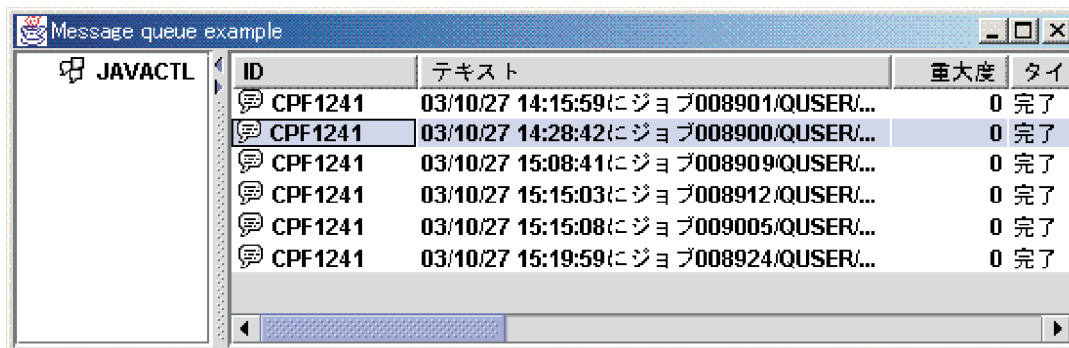 Message queue example
JAVACTL
ID テキスト 重大度 タイ
CPF1241 03/10/27 14:15:59にジョブ008901/QUSER/... 0 完了
CPF1241 03/10/27 14:28:42にジョブ008900/QUSER/... 0 完了
CPF1241 03/10/27 15:08:41にジョブ008909/QUSER/... 0 完了
CPF1241 03/10/27 15:15:03にジョブ008912/QUSER/... 0 完了
CPF1241 03/10/27 15:15:08にジョブ009005/QUSER/... 0 完了
CPF1241 03/10/27 15:19:59にジョブ008924/QUSER/... 0 完了